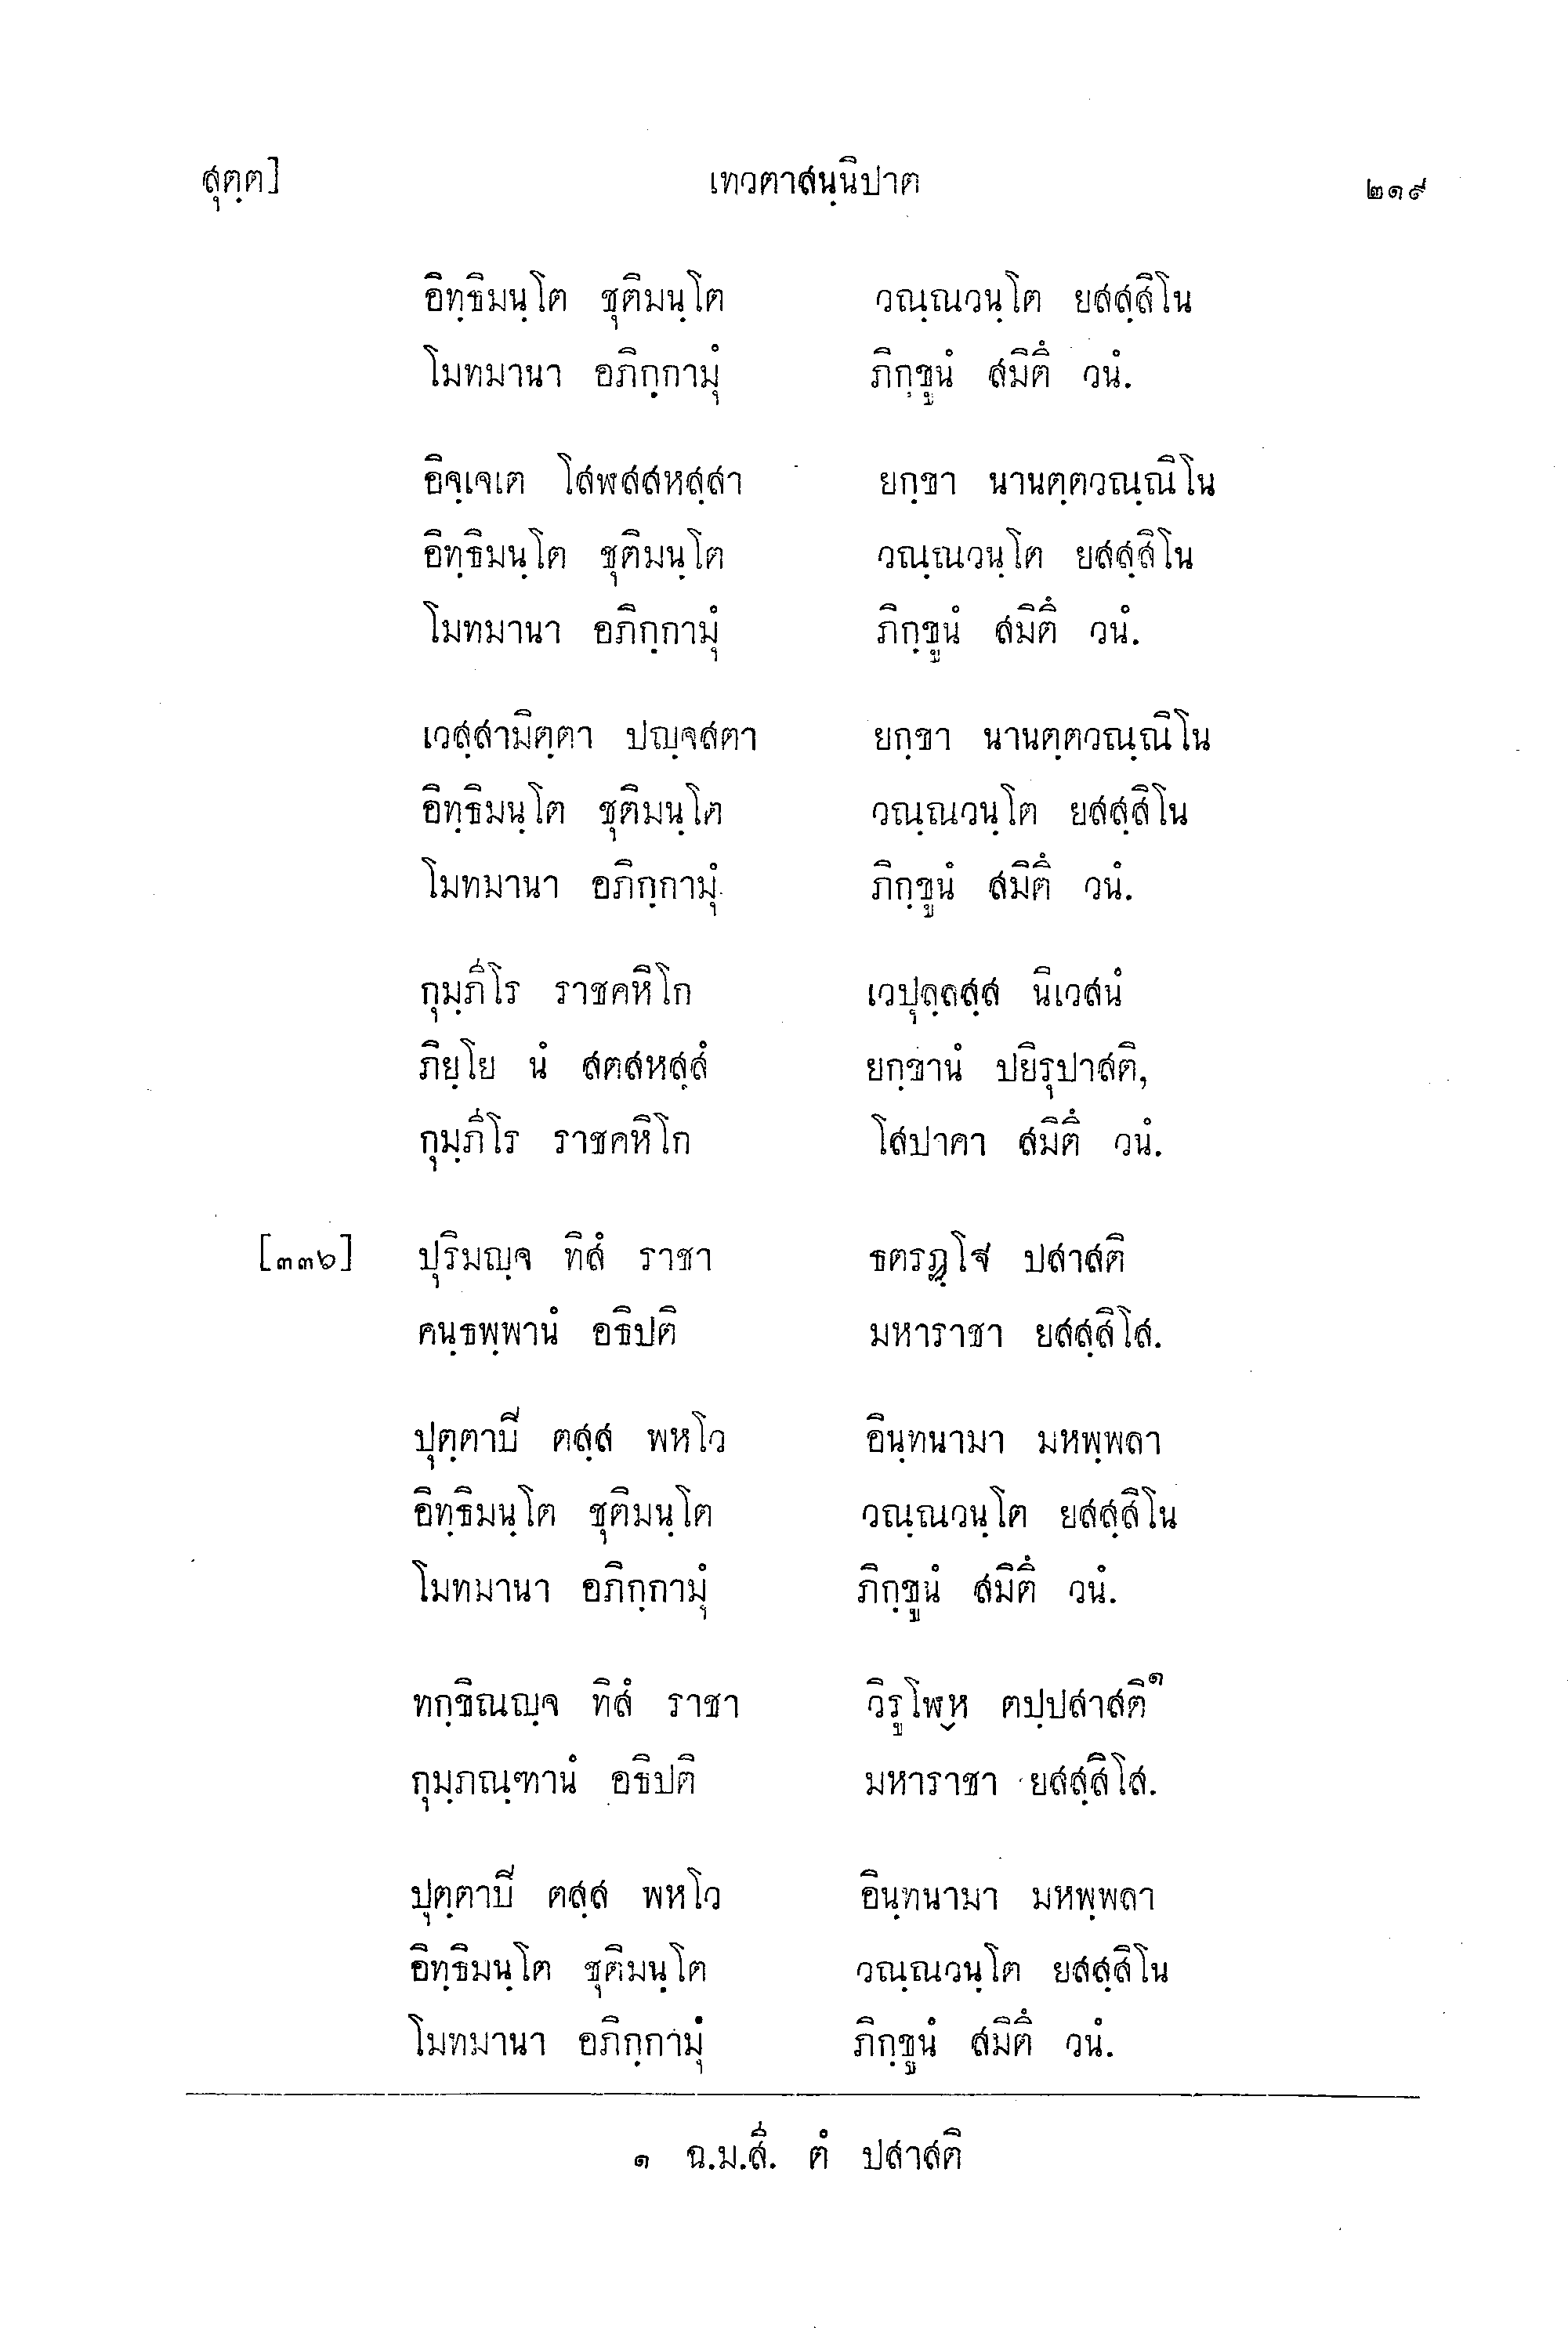 สุตฺต] เทวตาสนฺนิปาต ๒๑๙
อิทฺธิมนฺโต ชุติมนฺโต วณฺณวนฺโต ยสสฺสิโน
โมทมานา อภิกฺกามุํ ภิกฺขูนํ สมิตึ วนํ.
อิจฺเจเต โสฬสสหสฺสา ยกฺขา นานตฺตวณฺณิโน
อิทฺธิมนฺโต ชุติมนฺโต วณฺณวนฺโต ยสสฺสิโน
โมทมานา อภิกฺกามุํ ภิกฺขูนํ สมิตึ วนํ.
เวสฺสามิตฺตา ปญฺจสตา ยกฺขา นานตฺตวณฺณิโน
อิทฺธิมนฺโต ชุติมนฺโต วณฺณวนฺโต ยสสฺสิโน
โมทมานา อภิกฺกามุํ ภิกฺขูนํ สมิตึ วนํ.
กุมฺภีโร ราชคหิโก เวปุลฺลสฺส นิเวสนํ
ภิยฺโย นํ สตสหสฺสํ ยกฺขานํ ปยิรุปาสติ,
กุมฺภีโร ราชคหิโก โสปาคา สมิตึ วนํ.
[๓๓๖] ปุริมญฺจ ทิสํ ราชา ธตรฏฺโฐ ปสาสติ
คนฺธพฺพานํ อธิปติ มหาราชา ยสสฺสิโส.
ปุตฺตาปี ตสฺส พหโว อินฺทนามา มหพฺพลา
อิทฺธิมนฺโต ชุติมนฺโต วณฺณวนฺโต ยสสฺสิโน
โมทมานา อภิกฺกามุํ ภิกฺขูนํ สมิตึ วนํ.
ทกฺขิณญฺจ ทิสํ ราชา วิรูโฬฺห ตปฺปสาสติ๑
กุมฺภณฺฑานํ อธิปติ มหาราชา ยสสฺสิโส.
ปุตฺตาปี ตสฺส พหโว อินฺทนามา มหพฺพลา
อิทฺธิมนฺโต ชุติมนฺโต วณฺณวนฺโต ยสสฺสิโน
โมทมานา อภิกฺกามุํ ภิกฺขูนํ สมิตึ วนํ.
๑ ฉ.ม.สี. ตํ ปสาสติ